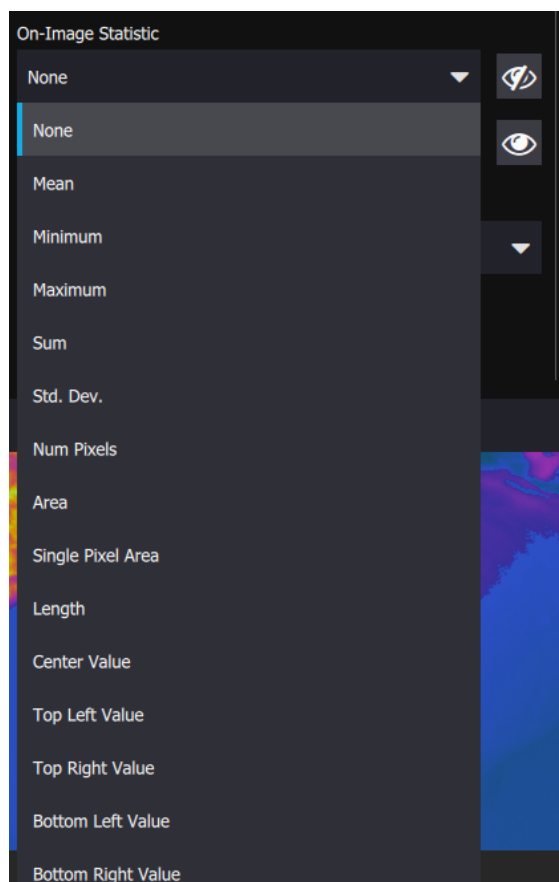 On-Image Statistic
None
None
Mean
Minimum
Maximum
Sum
Std. Dev.
Num Pixels
Area
Single Pixel Area
Length
Center Value
Top Left Value
Top Right Value
Bottom Left Value
Bottom Right Value